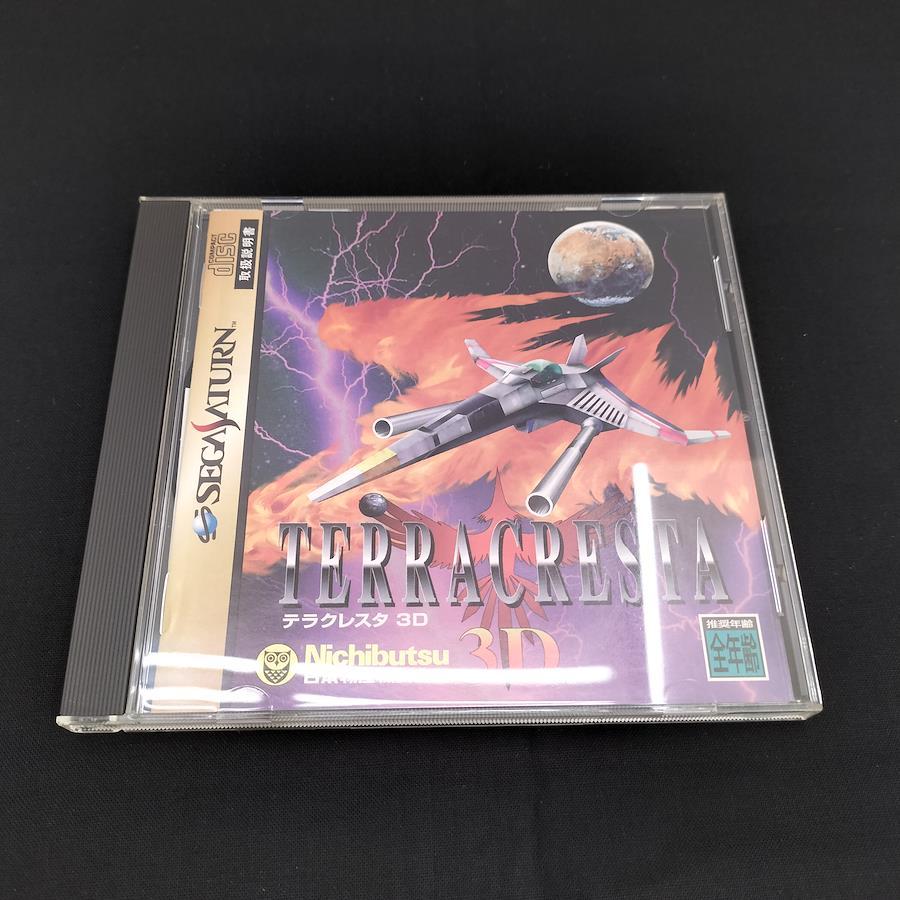 COMPACT
disc
取扱説明書
SEGASATURN™
TERRACRESTA
テラクレスタ 3D
3D
Nichibutsu
推奨年齢
全年齢